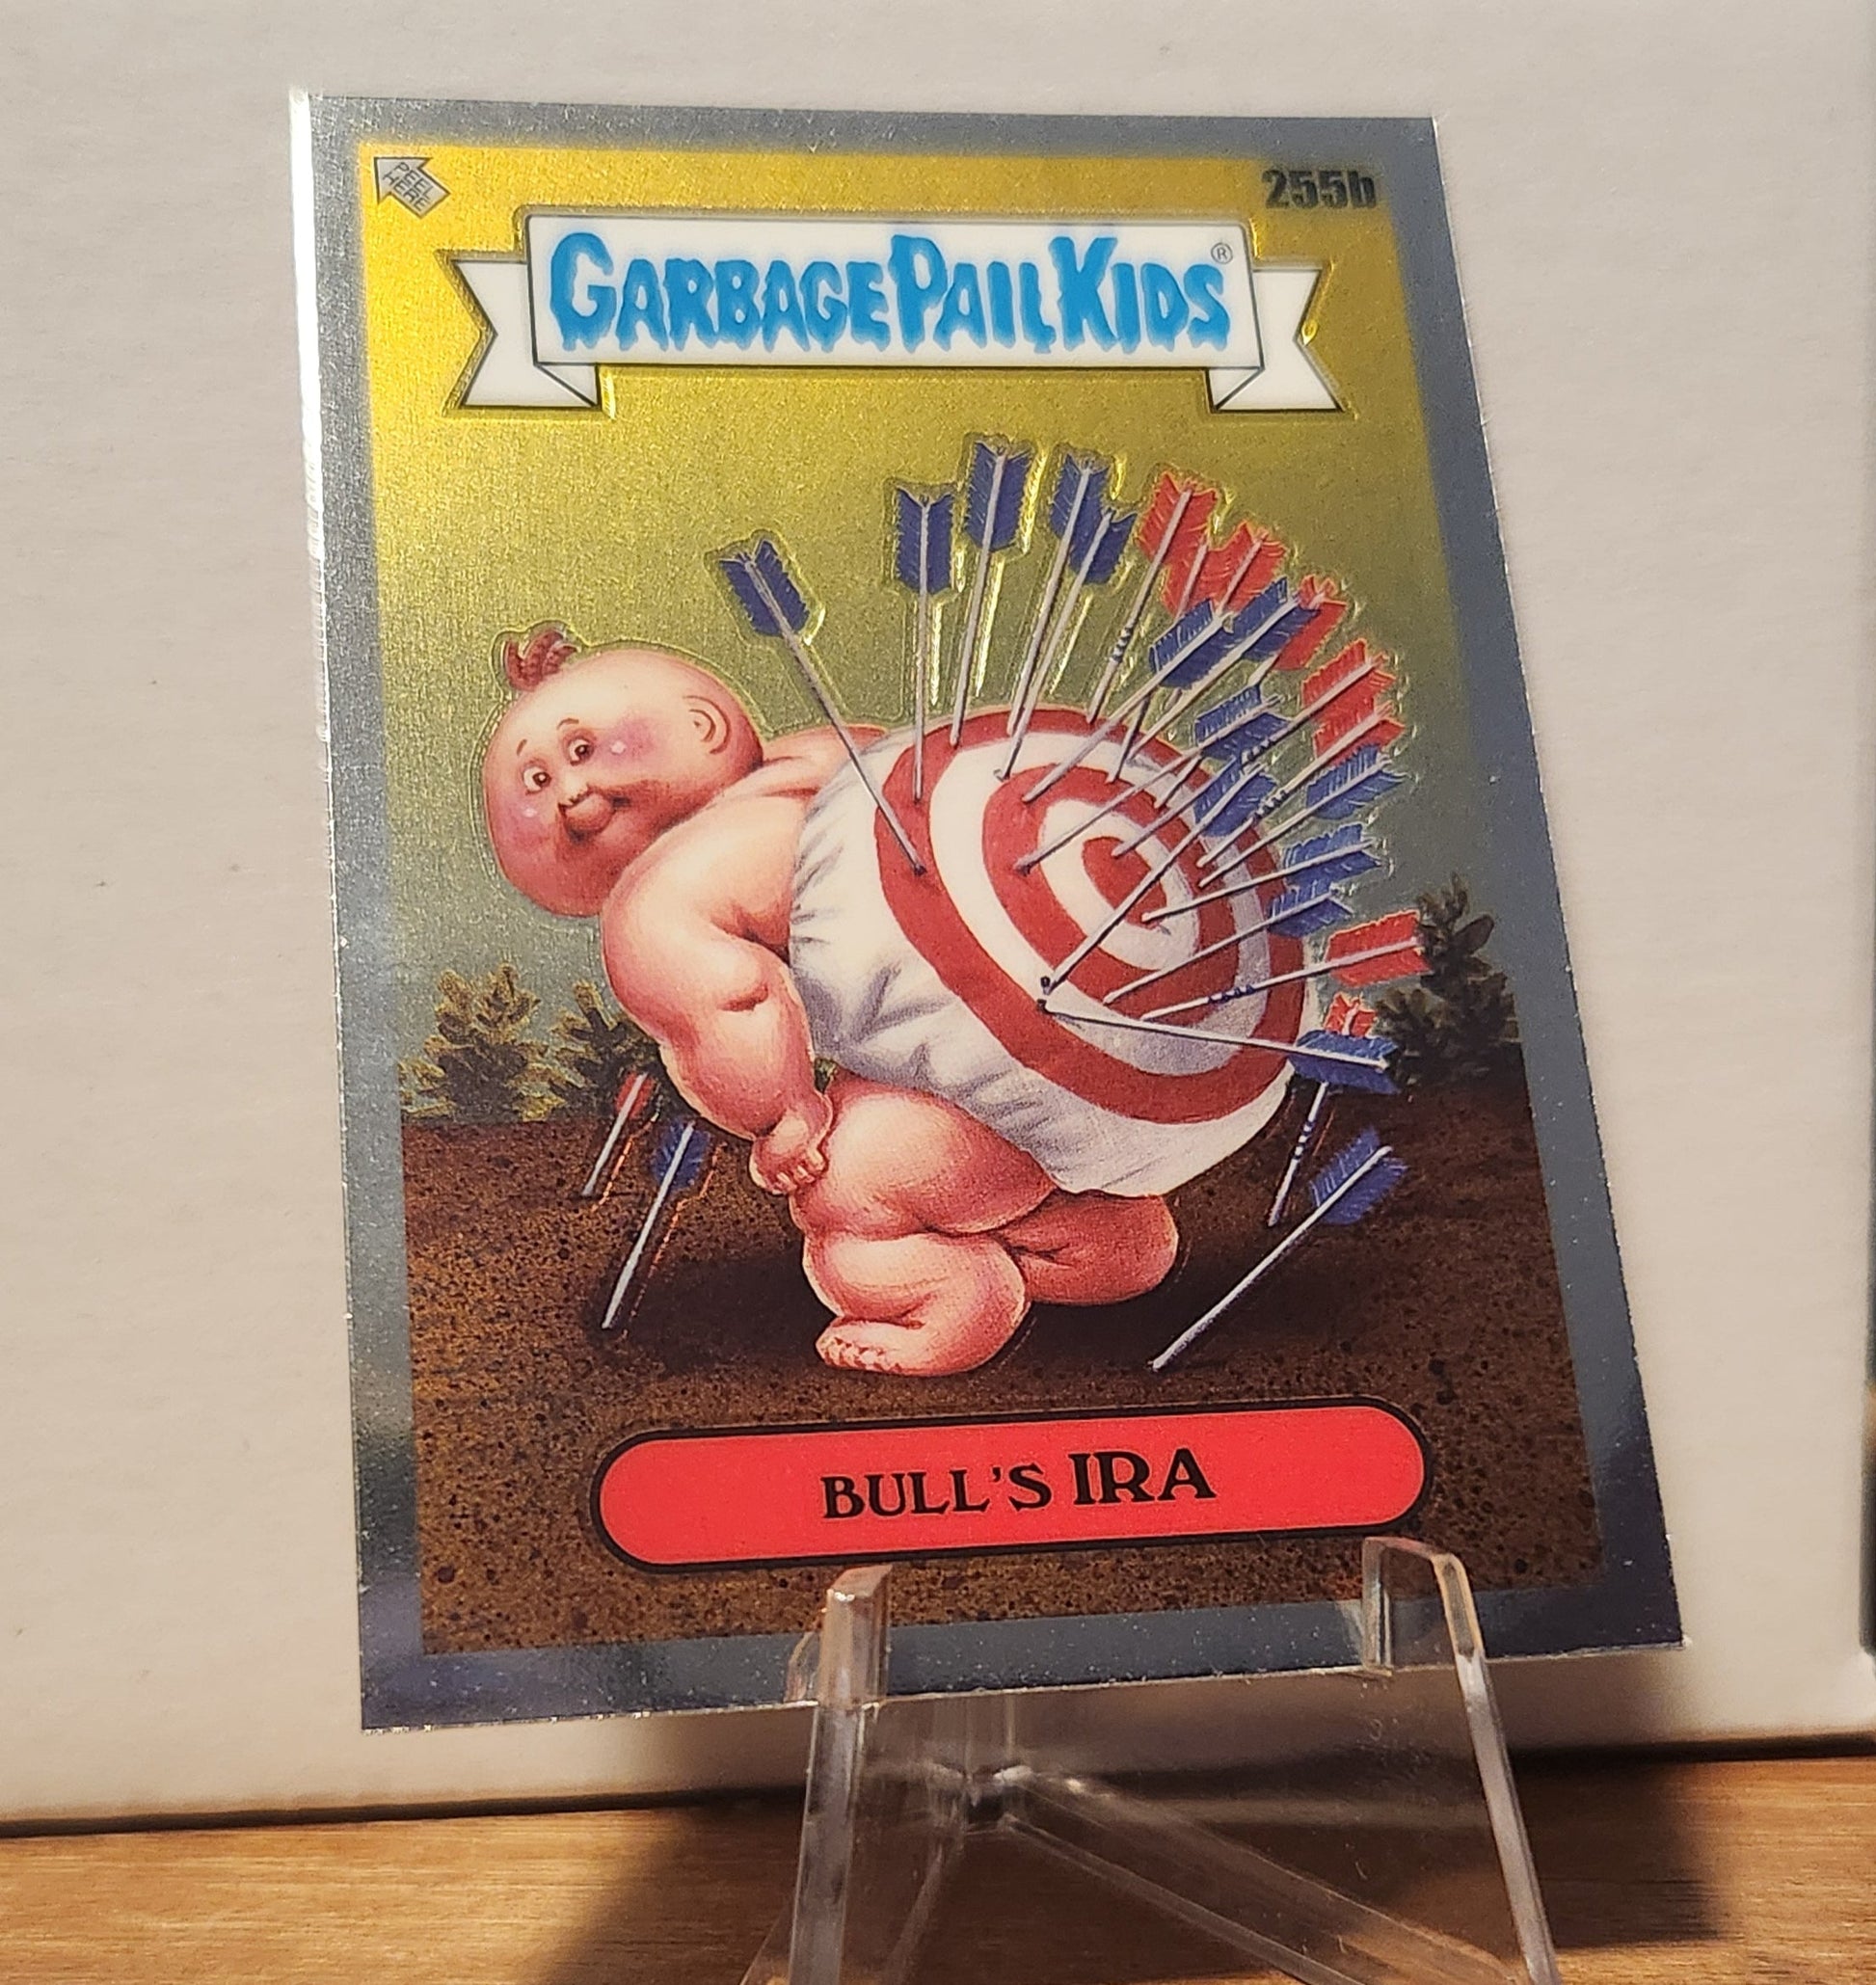 PEEL
HERE
255b
GARBAGE PAIL KIDS®
BULL'S IRA